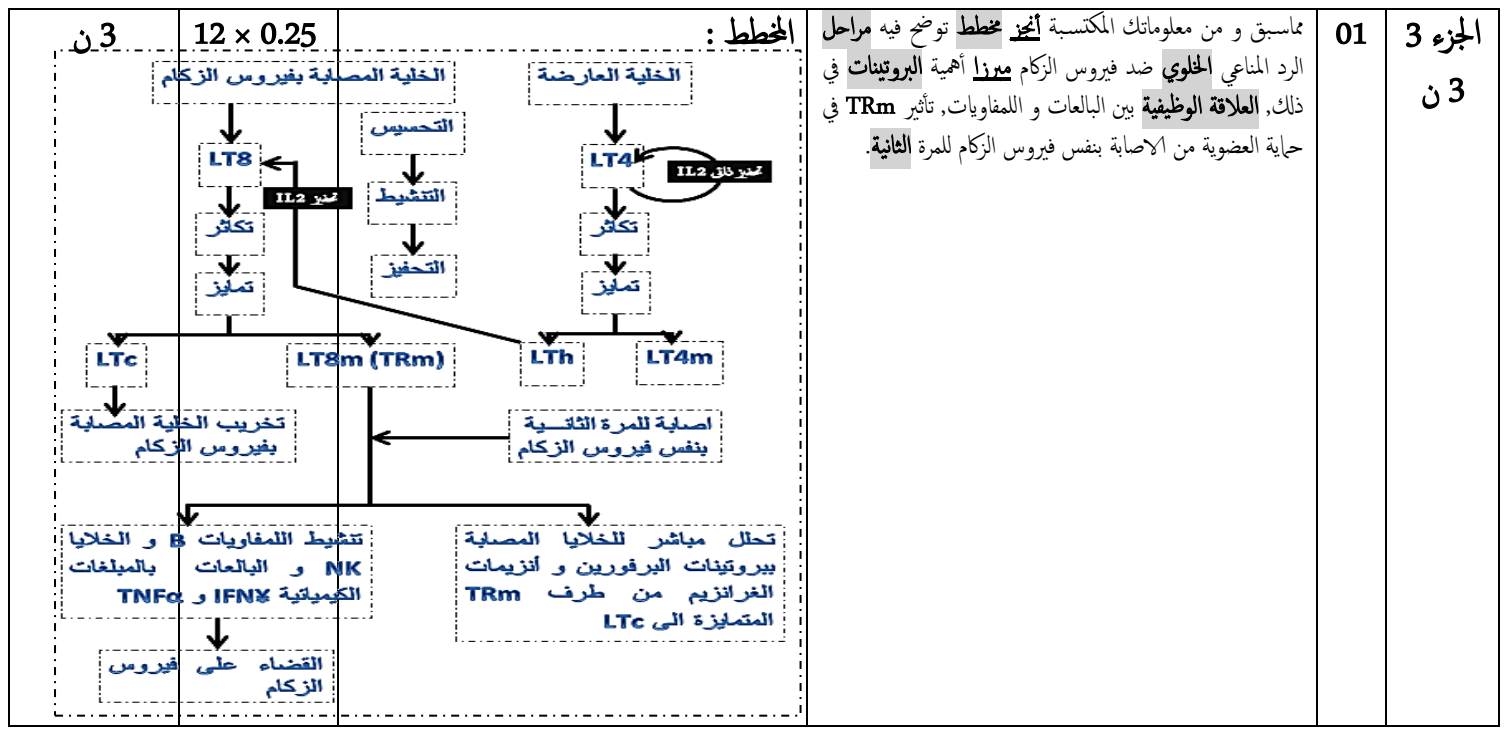 الجزء 3
3 ن
01
مماسبق و من معلوماتك المكتسبة أنجز مخطط توضح فيه مراحل
الرد المناعي الخلوي ضد فيروس الزكام مبرزا أهمية البروتينات في
ذلك, العلاقة الوظيفية بين البالعات و اللمفاويات, تأثير TRm في
حماية العضوية من الاصابة بنفس فيروس الزكام للمرة الثانية.
المخطط :
12 × 0.25
3 ن
الخلية العارضة
الخلية المصابة بفيروس الزكام
التحسيس
LT4
LT8
تحفيز ذاتي IL2
تحفيز IL2
التنشيط
تكاثر
تكاثر
التحفيز
تمايز
تمايز
LT4m
LTh
LT8m (TRm)
LTc
اصابة للمرة الثانـــية
بنفس فيروس الزكام
تخريب الخلية المصابة
بفيروس الزكام
تحلل مباشر للخلايا المصابة
ببروتينات البرفورين و أنزيمات
الغرانزيم من طرف TRm
المتمايزة الى LTc
تنشيط اللمفاويات B و الخلايا
NK و البالعات بالمبلغات
الكيميائية IFN¥ و TNFα
القضاء على فيروس
الزكام